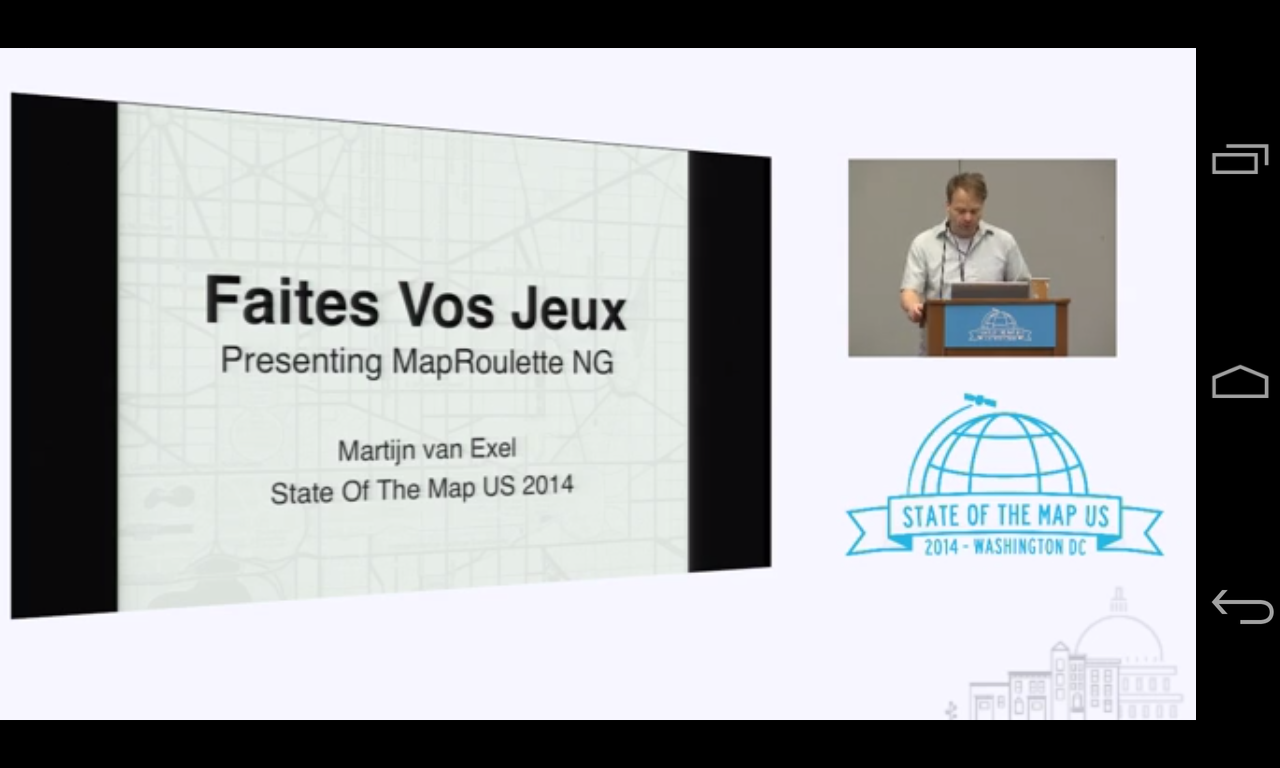 Faites Vos Jeux
Presenting MapRoulette NG
Martijn van Exel
State Of The Map US 2014
STATE OF THE MAP US
2014 - WASHINGTON DC